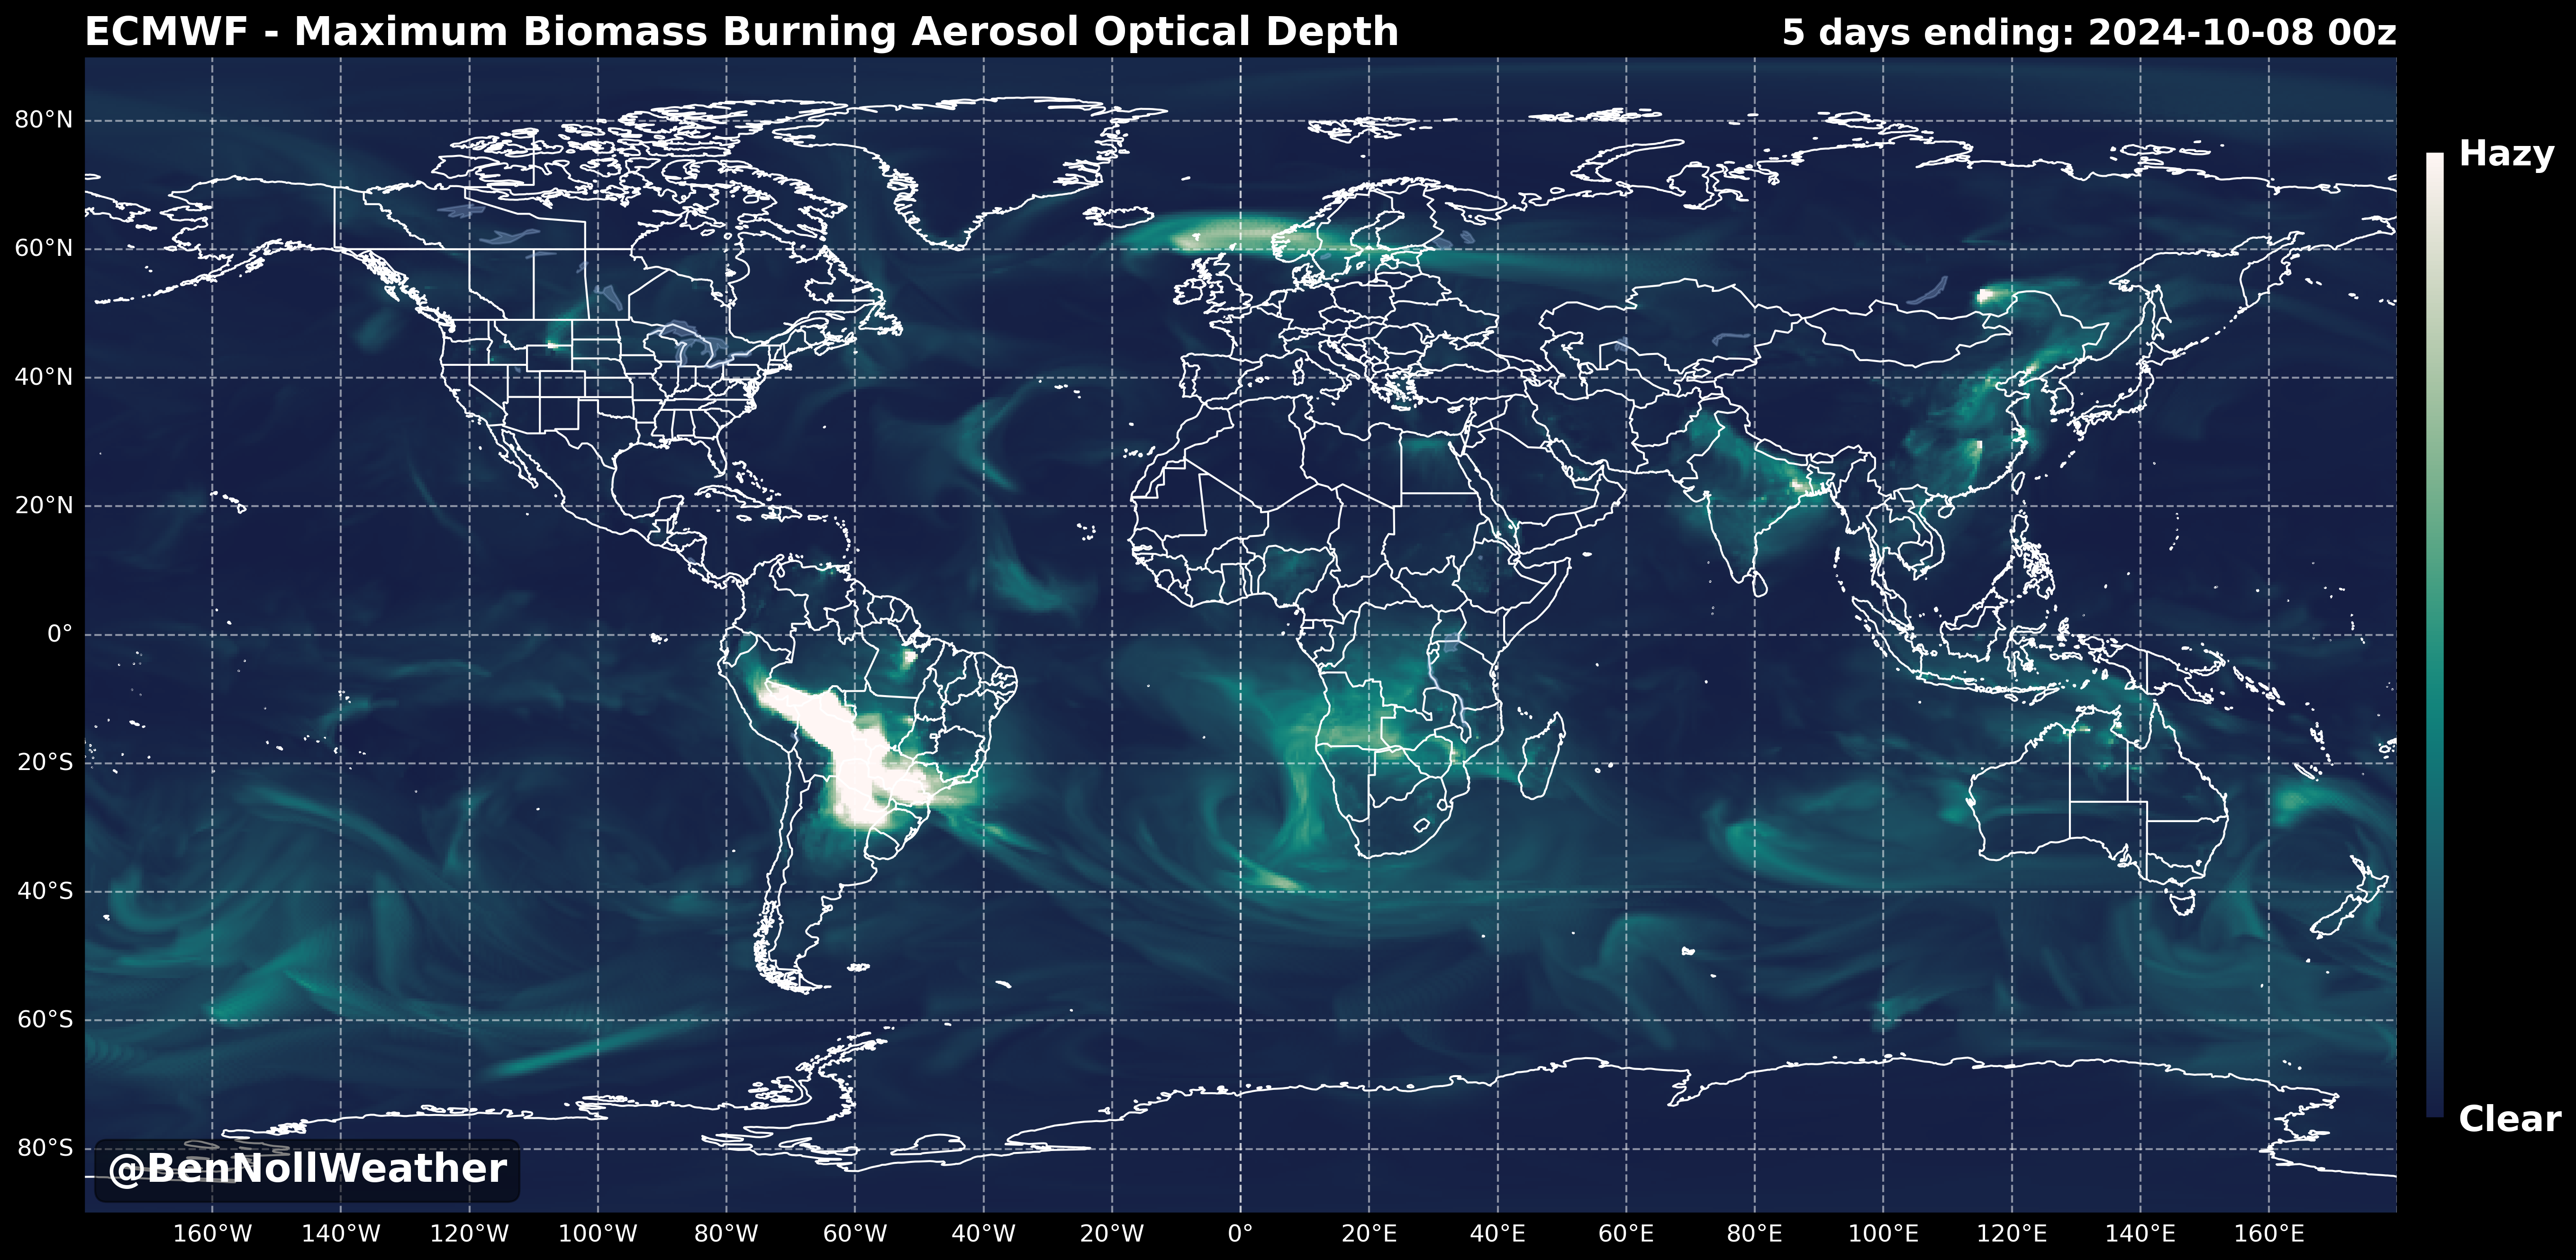 ECMWF - Maximum Biomass Burning Aerosol Optical Depth
5 days ending: 2024-10-08 00z
Hazy
Clear
80°N
60°N
40°N
20°N
0°
20°S
40°S
60°S
80°S
@BenNollWeather
160°W 140°W 120°W 100°W 80°W 60°W 40°W 20°W 0° 20°E 40°E 60°E 80°E 100°E 120°E 140°E 160°E